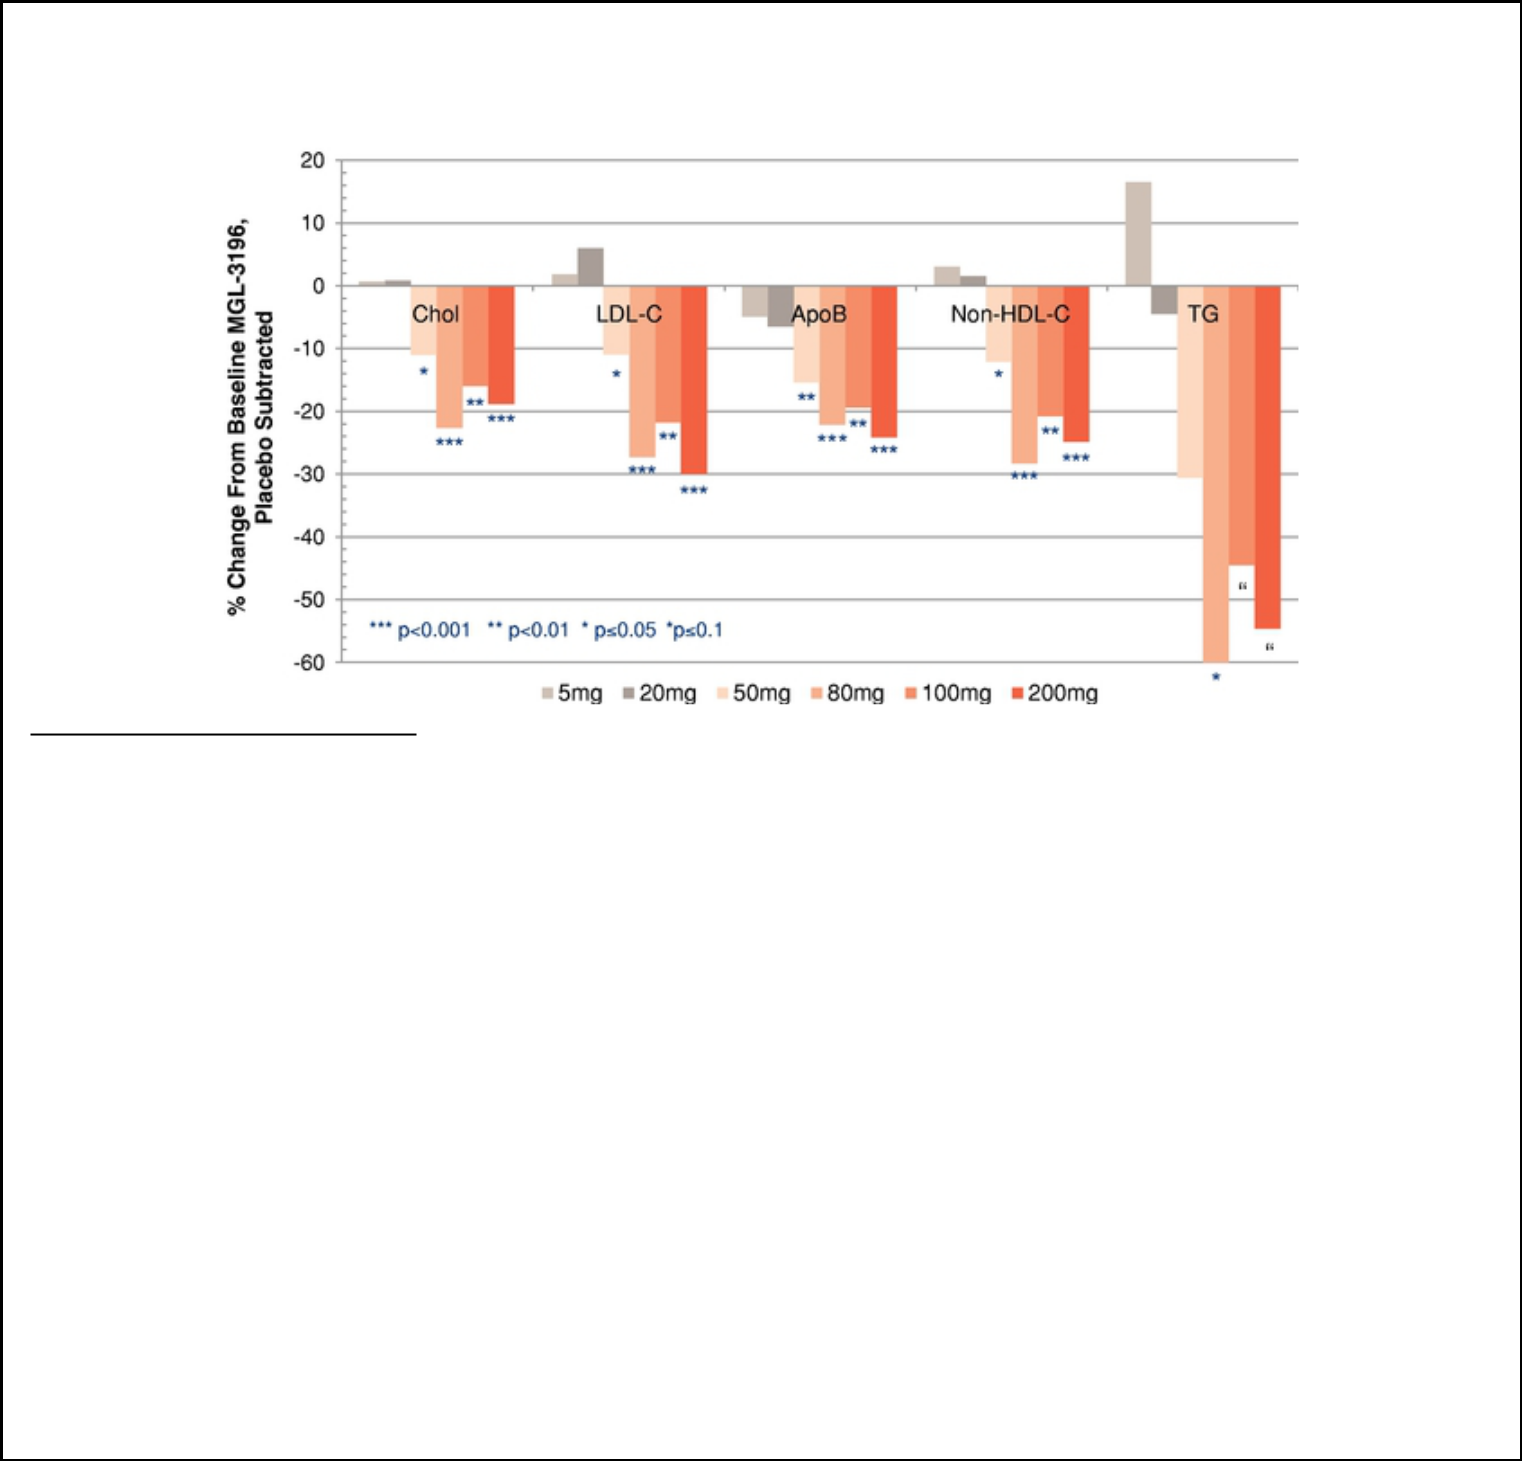 20
10
0
-10
-20
-30
-40
-50
-60
% Change From Baseline MGL-3196,
Placebo Subtracted
Chol LDL-C ApoB Non-HDL-C TG
* ** *** ***
* *** ** ***
** *** ** ***
* *** ** ***
* “ “
*** p<0.001 ** p<0.01 * p≤0.05 *p≤0.1
5mg 20mg 50mg 80mg 100mg 200mg